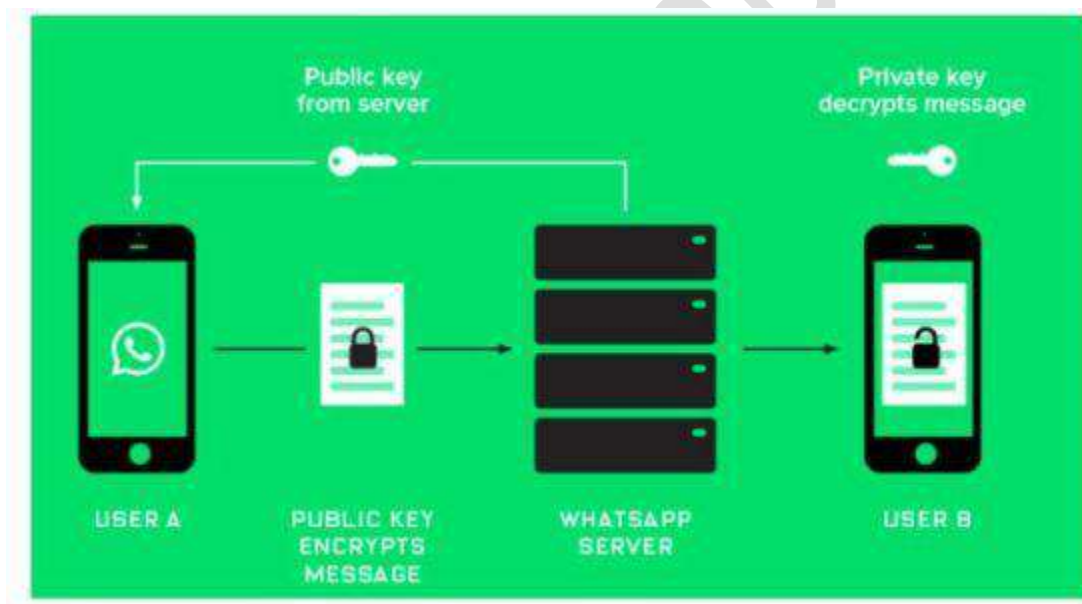 Public key
from server
Private key
decrypts message
USER A
PUBLIC KEY
ENCRYPTS
MESSAGE
WHATSAPP
SERVER
USER B